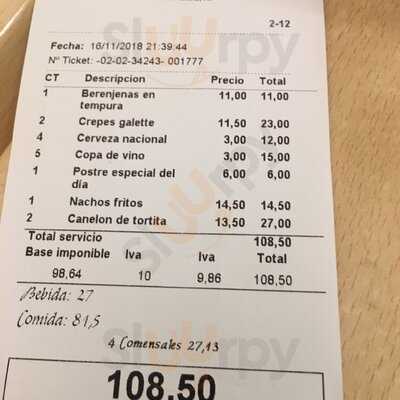 2-12
Fecha: 16/11/2018 21:39:44
Nº Ticket: -02-02-34243- 001777
CT Descripcion Precio Total
1 Berenjenas en tempura 11,00 11,00
2 Crepes galette 11,50 23,00
4 Cerveza nacional 3,00 12,00
5 Copa de vino 3,00 15,00
1 Postre especial del día 6,00 6,00
1 Nachos fritos 14,50 14,50
2 Canelon de tortita 13,50 27,00
Total servicio 108,50
Base imponible Iva Iva Total
98,64 10 9,86 108,50
Bebida: 27
Comida: 81,5
4 Comensales 27,13
108,50
Sluurpy
Sluurpy
Sluurpy
Sluurpy